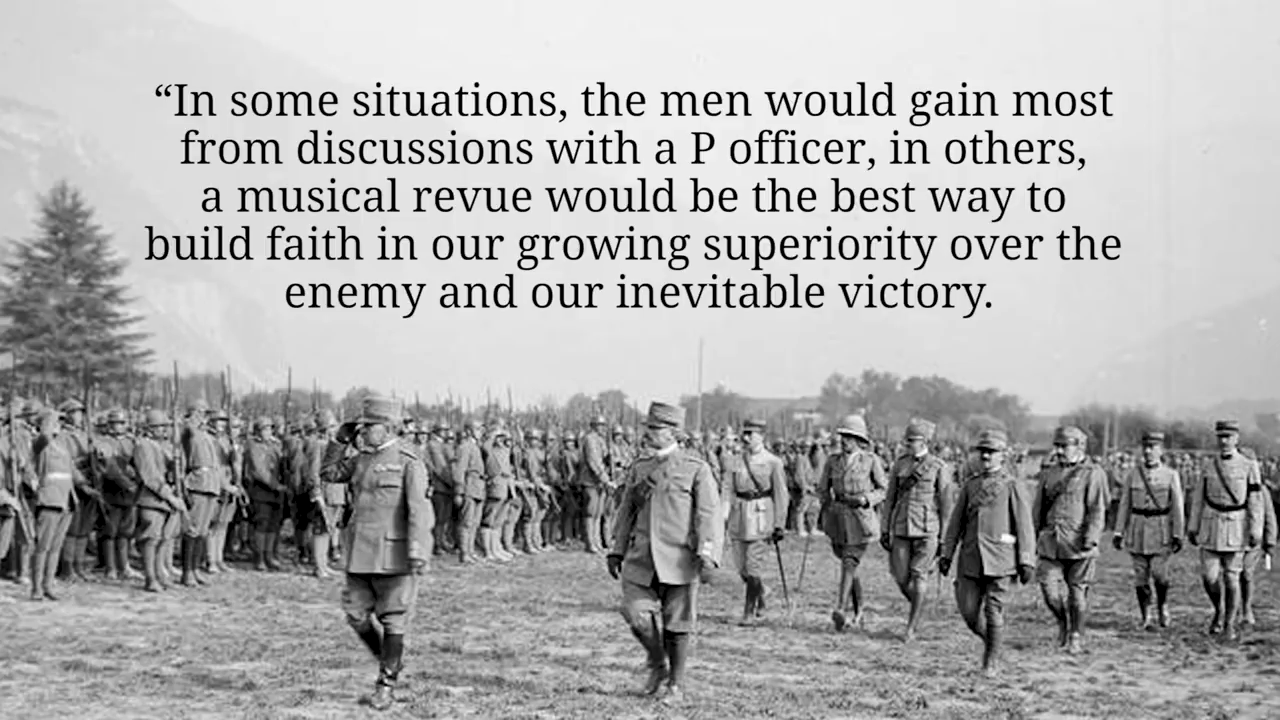 “In some situations, the men would gain most
from discussions with a P officer, in others,
a musical revue would be the best way to
build faith in our growing superiority over the
enemy and our inevitable victory.